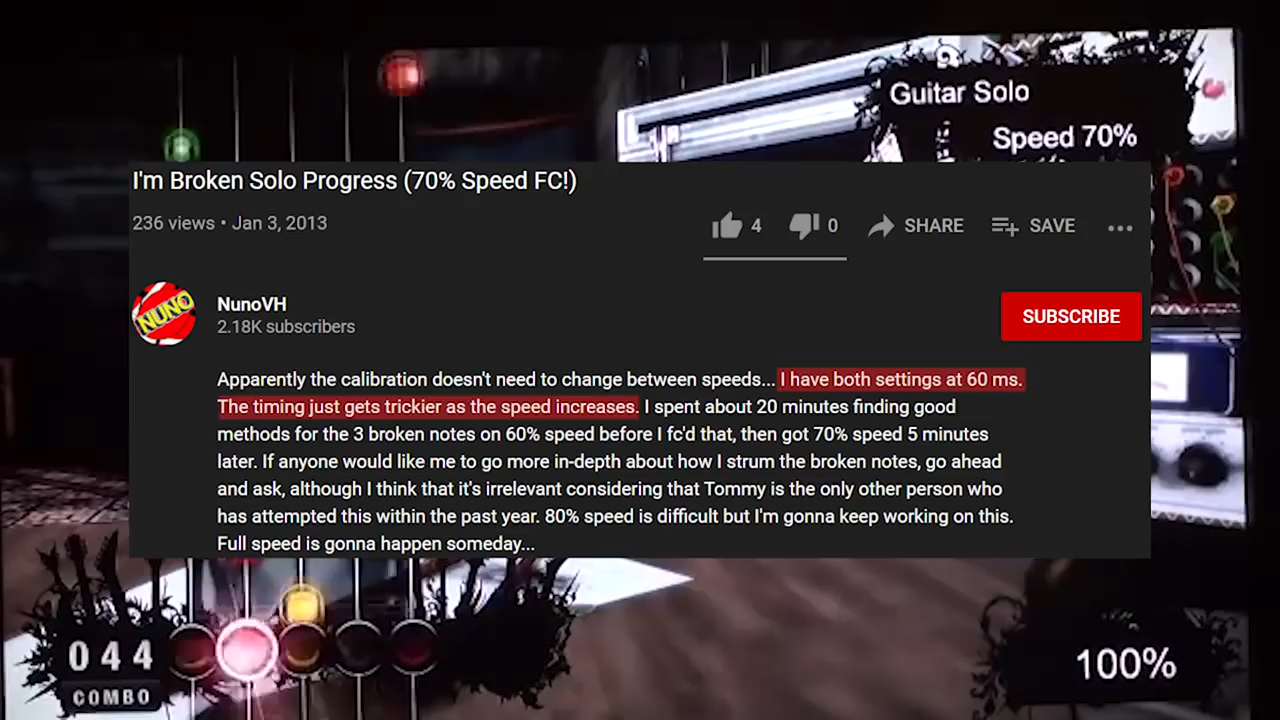 Guitar Solo
Speed 70%
I'm Broken Solo Progress (70% Speed FC!)
236 views • Jan 3, 2013
4 0 SHARE SAVE
NUNO
NunoVH
2.18K subscribers
SUBSCRIBE
Apparently the calibration doesn't need to change between speeds... I have both settings at 60 ms.
The timing just gets trickier as the speed increases. I spent about 20 minutes finding good
methods for the 3 broken notes on 60% speed before I fc'd that, then got 70% speed 5 minutes
later. If anyone would like me to go more in-depth about how I strum the broken notes, go ahead
and ask, although I think that it's irrelevant considering that Tommy is the only other person who
has attempted this within the past year. 80% speed is difficult but I'm gonna keep working on this.
Full speed is gonna happen someday...
044
COMBO
100%